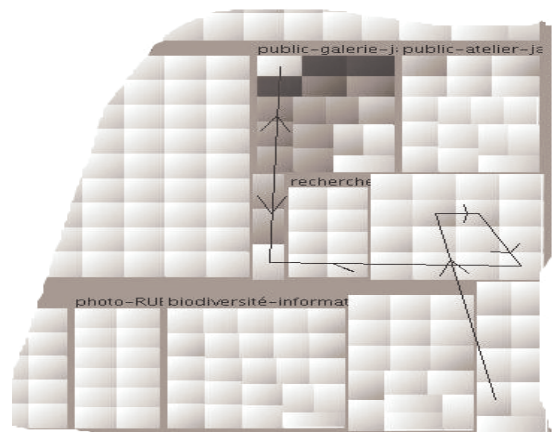 public-galerie-j
public-atelier-ja
recherche
photo-RUE
biodiversité-informat